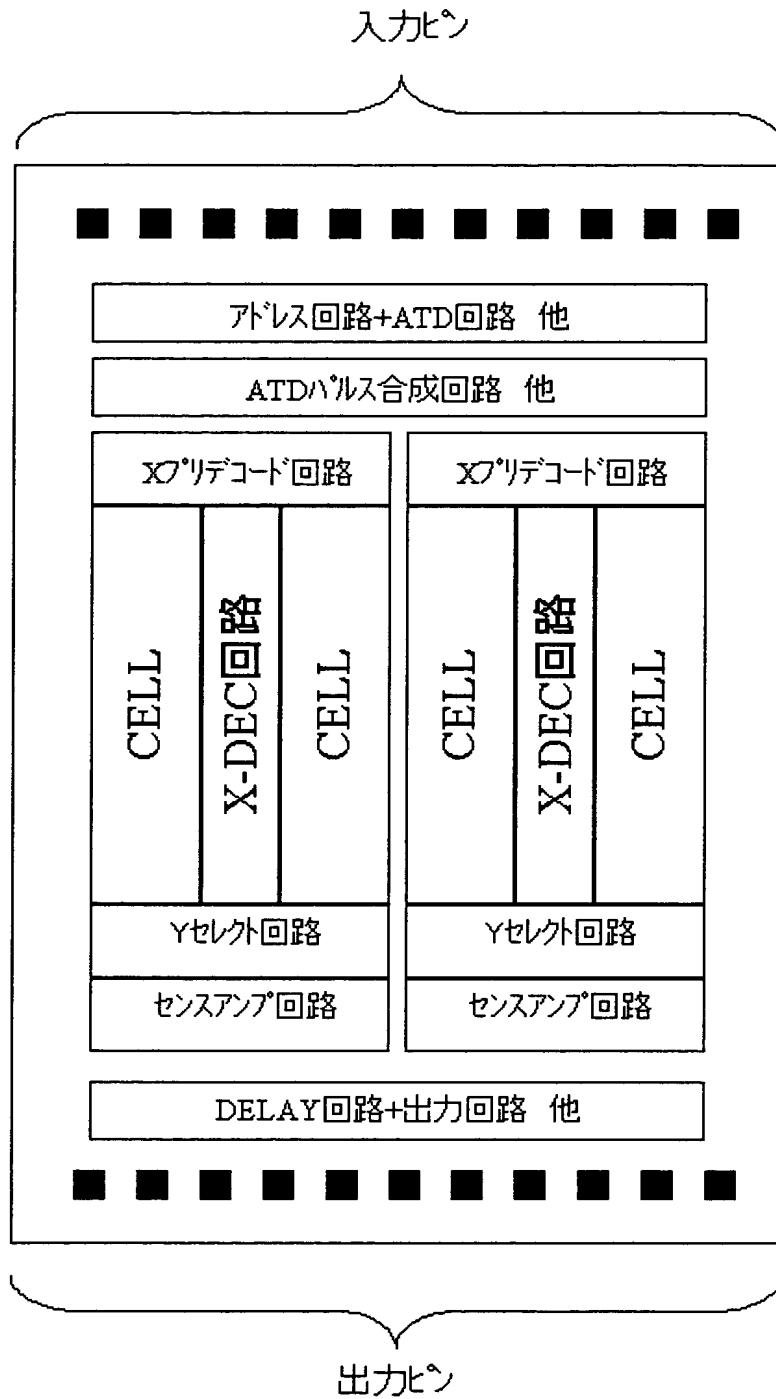 入力ピン
アドレス回路+ATD回路 他
ATDパルス合成回路 他
Xプリデコード回路
Xプリデコード回路
CELL
X-DEC回路
CELL
CELL
X-DEC回路
CELL
Yセレクト回路
Yセレクト回路
センスアンプ回路
センスアンプ回路
DELAY回路+出力回路 他
出力ピン